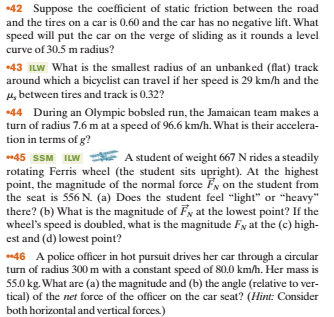 •42 Suppose the coefficient of static friction between the road
and the tires on a car is 0.60 and the car has no negative lift. What
speed will put the car on the verge of sliding as it rounds a level
curve of 30.5 m radius?
•43 ILW What is the smallest radius of an unbanked (flat) track
around which a bicyclist can travel if her speed is 29 km/h and the
μs between tires and track is 0.32?
•44 During an Olympic bobsled run, the Jamaican team makes a
turn of radius 7.6 m at a speed of 96.6 km/h. What is their accelera-
tion in terms of g?
••45 SSM ILW A student of weight 667 N rides a steadily
rotating Ferris wheel (the student sits upright). At the highest
point, the magnitude of the normal force F⃗N on the student from
the seat is 556 N. (a) Does the student feel “light” or “heavy”
there? (b) What is the magnitude of F⃗N at the lowest point? If the
wheel’s speed is doubled, what is the magnitude FN at the (c) high-
est and (d) lowest point?
••46 A police officer in hot pursuit drives her car through a circular
turn of radius 300 m with a constant speed of 80.0 km/h. Her mass is
55.0 kg. What are (a) the magnitude and (b) the angle (relative to ver-
tical) of the net force of the officer on the car seat? (Hint: Consider
both horizontal and vertical forces.)